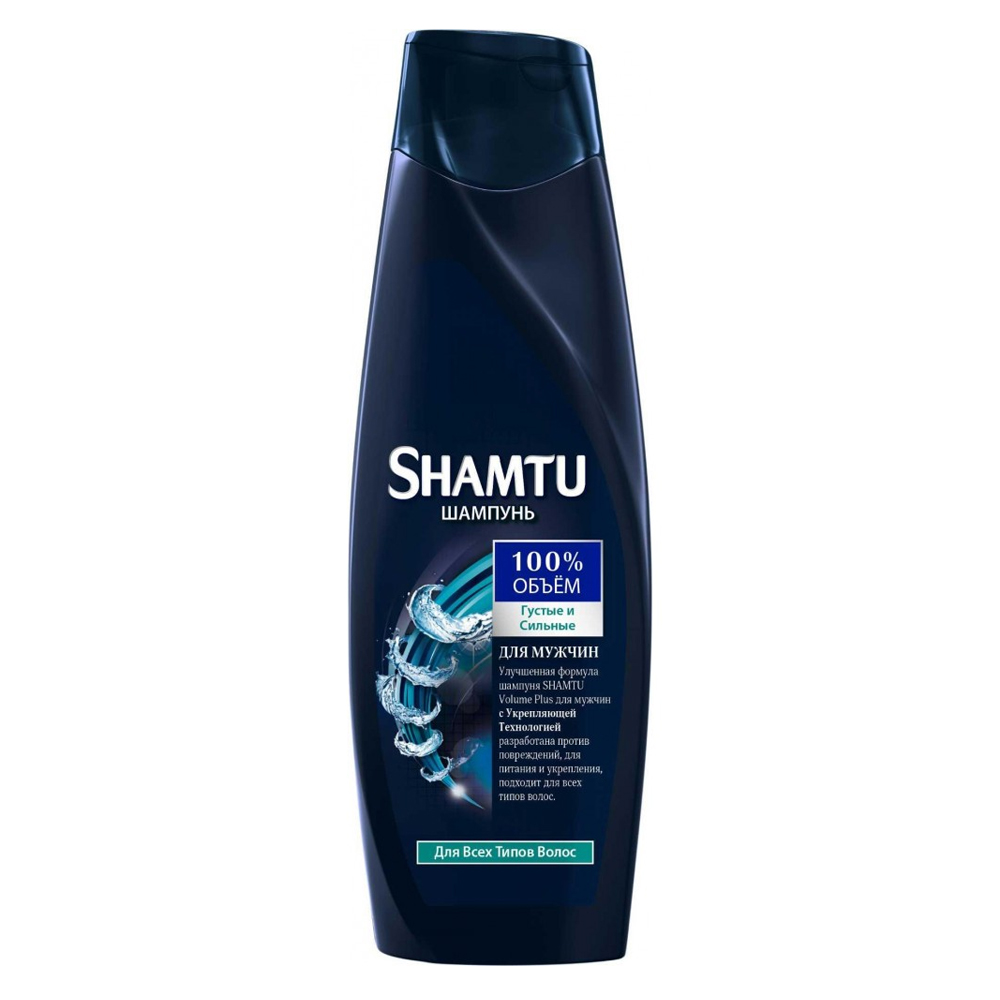 SHAMTU
ШАМПУНЬ
100%
ОБЪЁМ
Густые и
Сильные
ДЛЯ МУЖЧИН
Улучшенная формула
шампуня SHAMTU
Volume Plus для мужчин
с Укрепляющей
Технологией
разработана против
повреждений, для
питания и укрепления,
подходит для всех
типов волос.
Для Всех Типов Волос